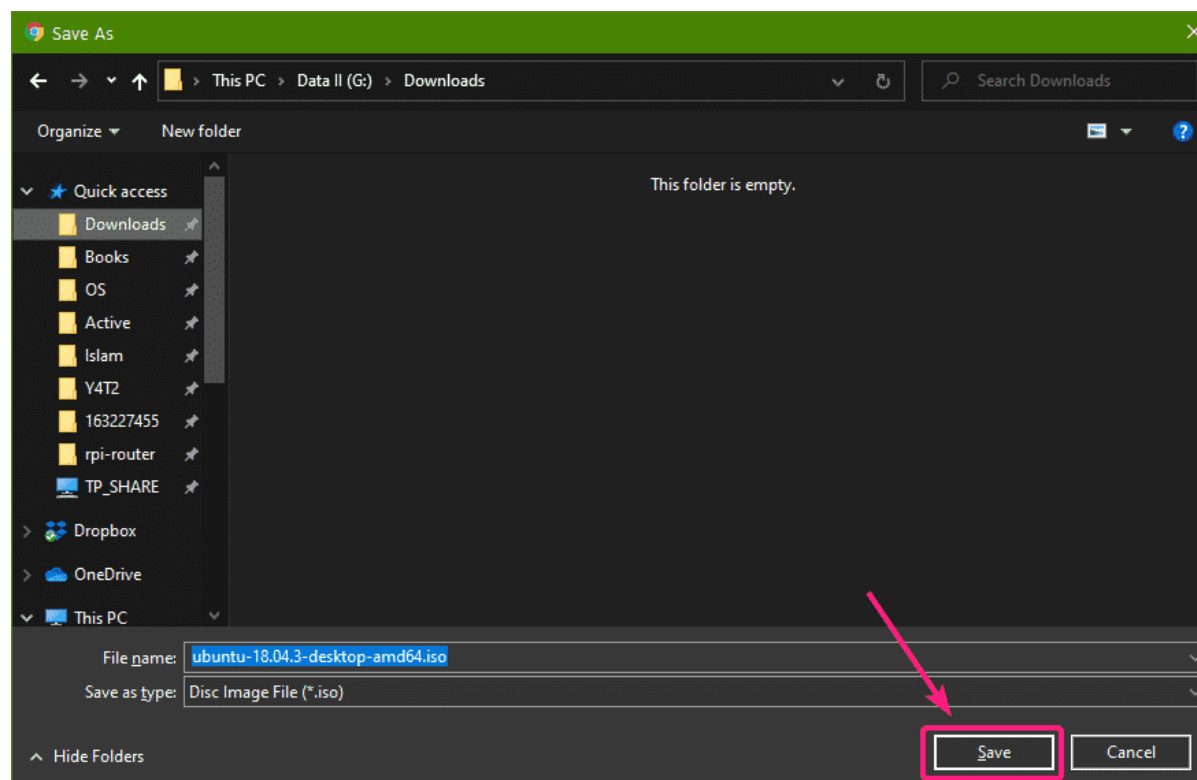 Save As
This PC > Data II (G:) > Downloads
Search Downloads
Organize
New folder
This folder is empty.
Quick access
Downloads
Books
OS
Active
Islam
Y4T2
163227455
rpi-router
TP_SHARE
Dropbox
OneDrive
This PC
File name: ubuntu-18.04.3-desktop-amd64.iso
Save as type: Disc Image File (*.iso)
Hide Folders
Save
Cancel